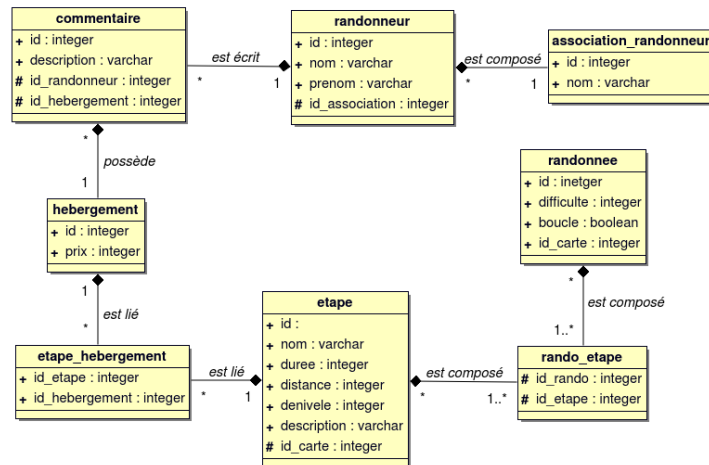 commentaire
+ id : integer
+ description : varchar
# id_randonneur : integer
# id_hebergement : integer
est écrit
*
1
randonneur
+ id : integer
+ nom : varchar
+ prenom : varchar
# id_association : integer
est composé
*
1
association_randonneur
+ id : integer
+ nom : varchar
*
possède
1
hebergement
+ id : integer
+ prix : integer
1
est lié
*
randonnee
+ id : inetger
+ difficulte : integer
+ boucle : boolean
+ id_carte : integer
*
est composé
1..*
etape_hebergement
+ id_etape : integer
+ id_hebergement : integer
est lié
*
1
etape
+ id :
+ nom : varchar
+ duree : integer
+ distance : integer
+ denivele : integer
+ description : varchar
# id_carte : integer
est composé
*
1..*
rando_etape
# id_rando : integer
# id_etape : integer